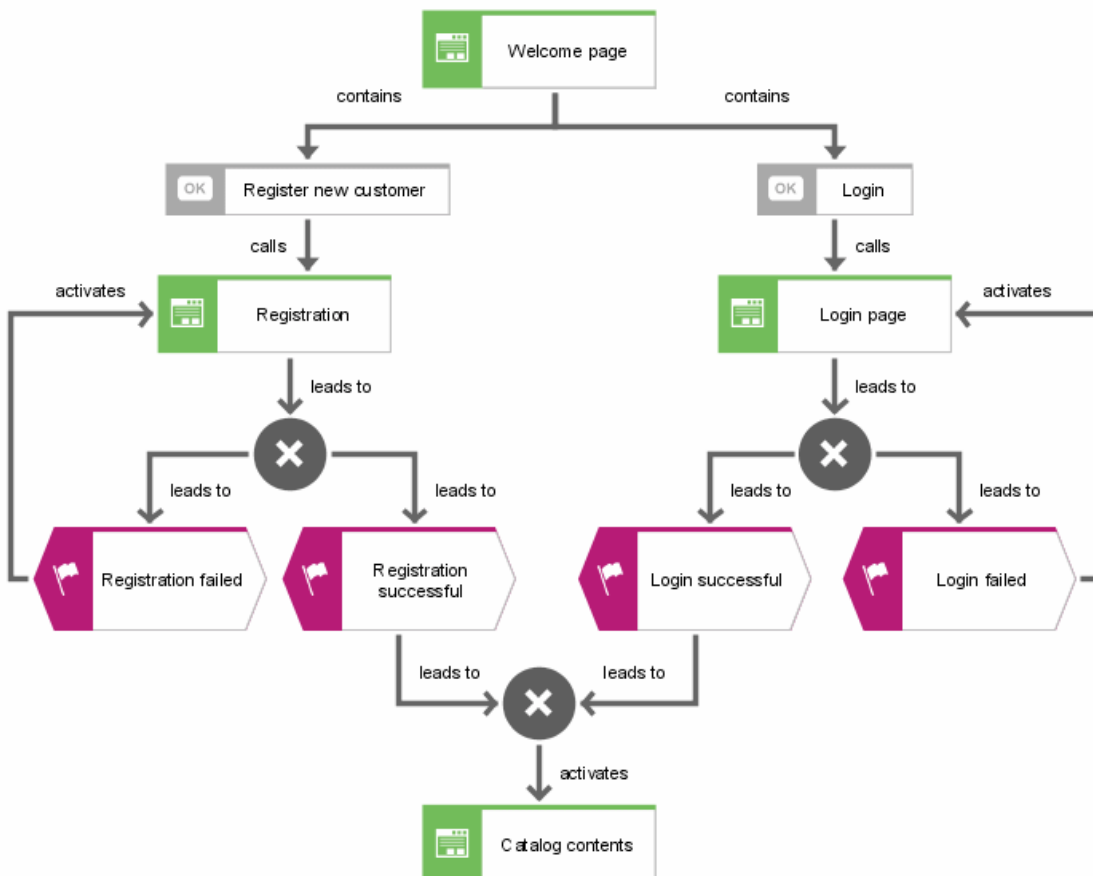 Welcome page
contains
contains
OK
Register new customer
OK
Login
calls
calls
activates
Registration
Login page
activates
leads to
leads to
leads to
leads to
leads to
leads to
Registration failed
Registration
successful
Login successful
Login failed
leads to
leads to
activates
Catalog contents